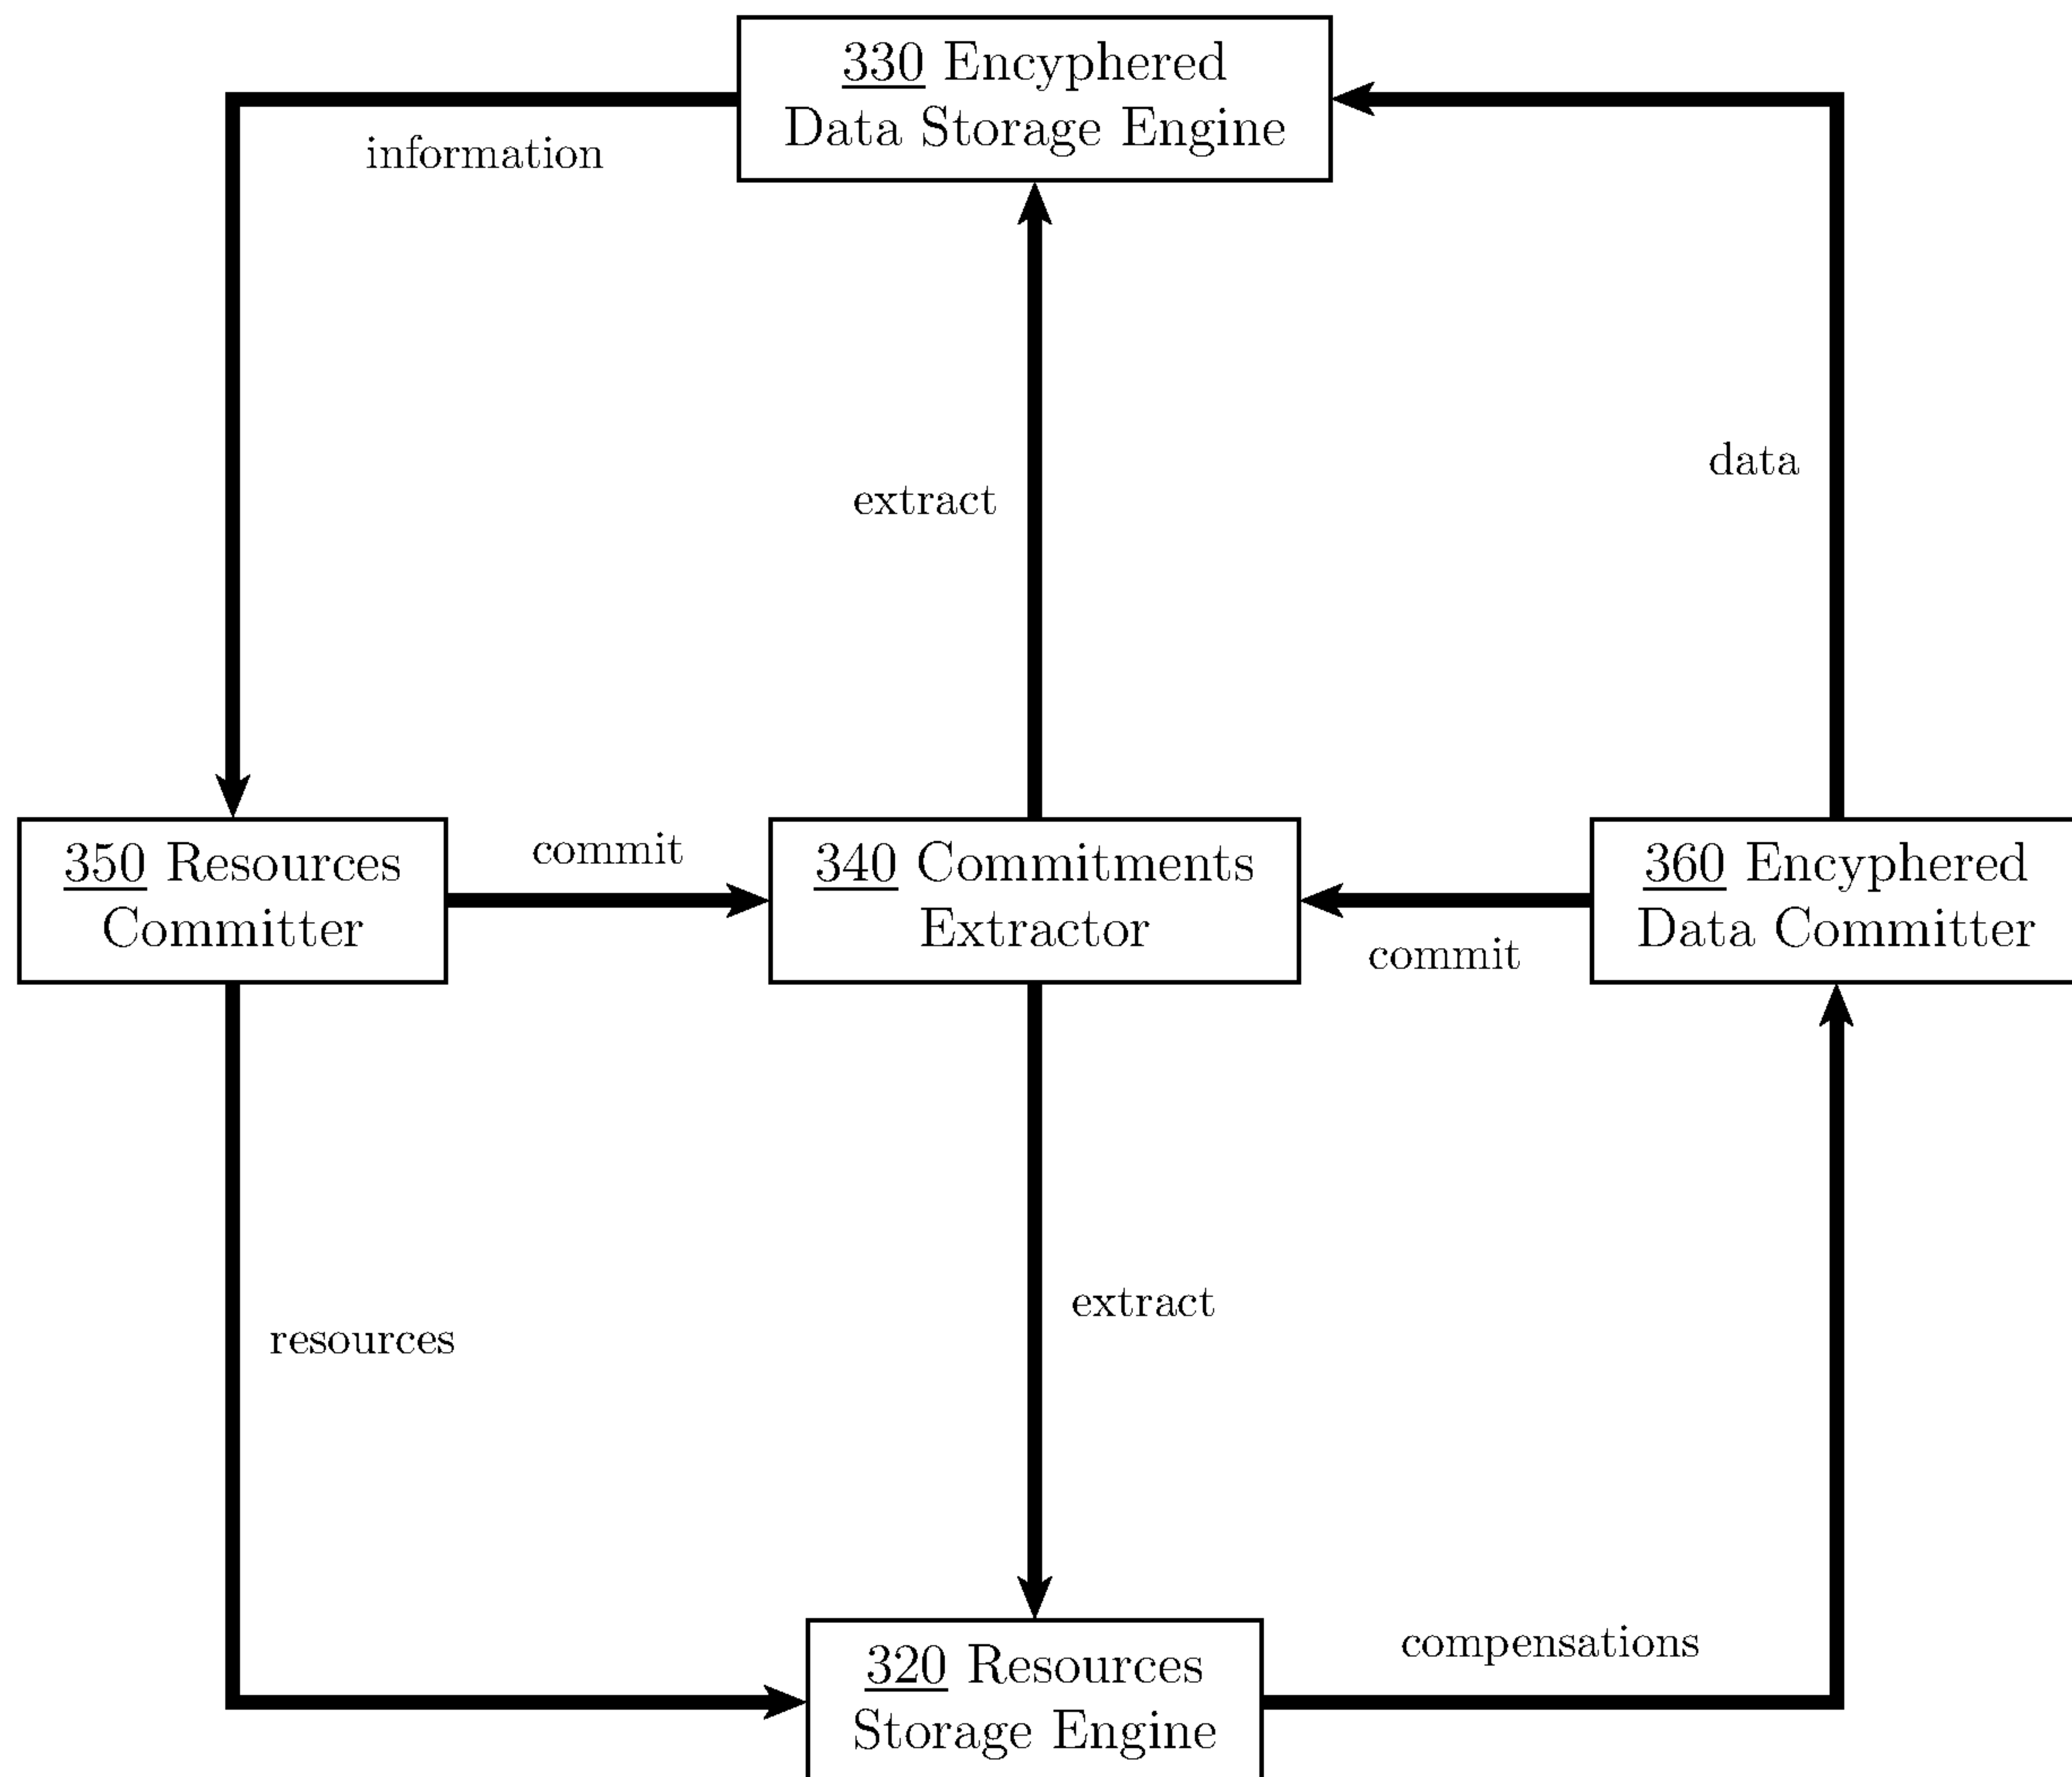 330 Encyphered
Data Storage Engine
information
data
extract
commit
350 Resources
Committer
340 Commitments
Extractor
360 Encyphered
Data Committer
commit
extract
resources
compensations
320 Resources
Storage Engine